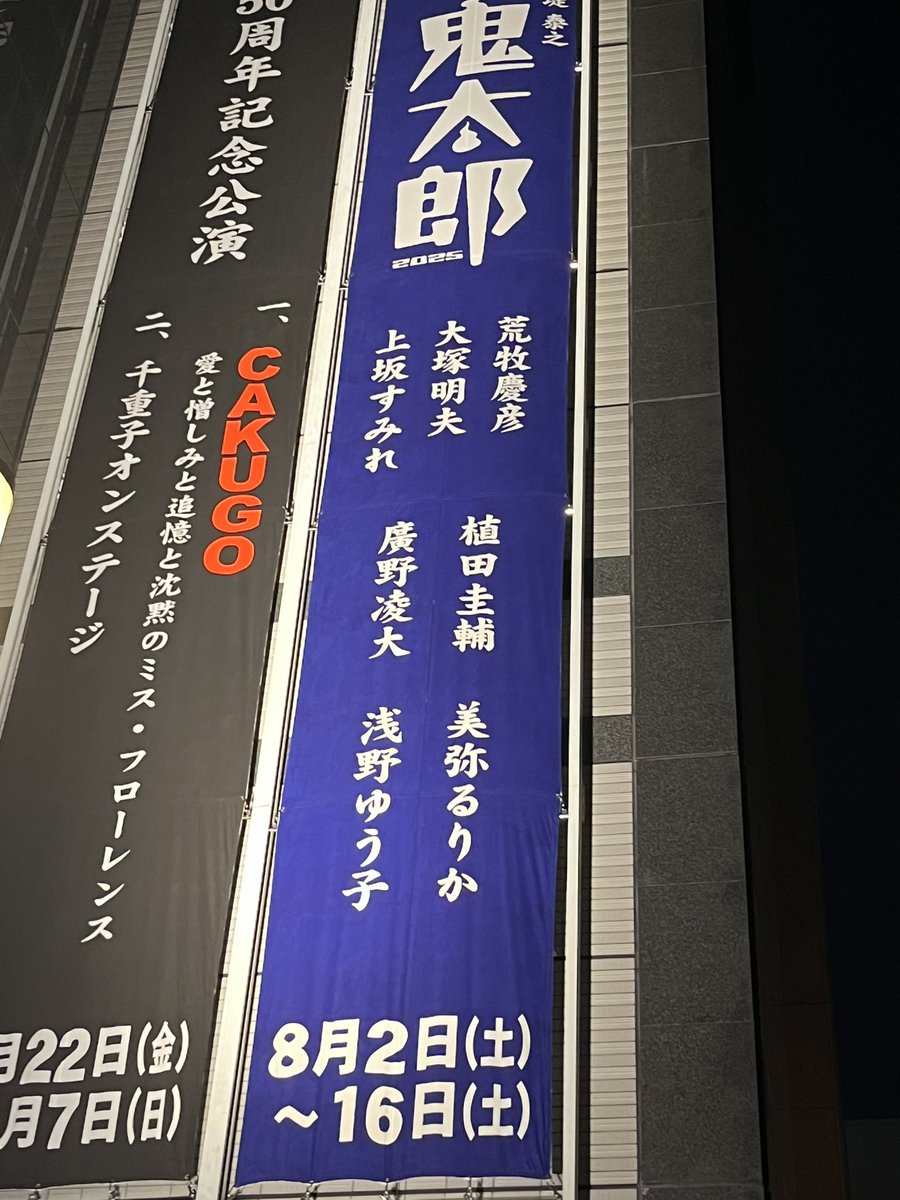 堤泰之
鬼太郎
2025
荒牧慶彦
大塚明夫
上坂すみれ
植田圭輔
廣野凌大
美弥るりか
浅野ゆう子
8月2日(土)
～16日(土)
50周年記念公演
一、CAKUGO
愛と憎しみと追憶と沈黙のミス・フローレンス
二、千重子オンステージ
月22日(金)
月7日(日)